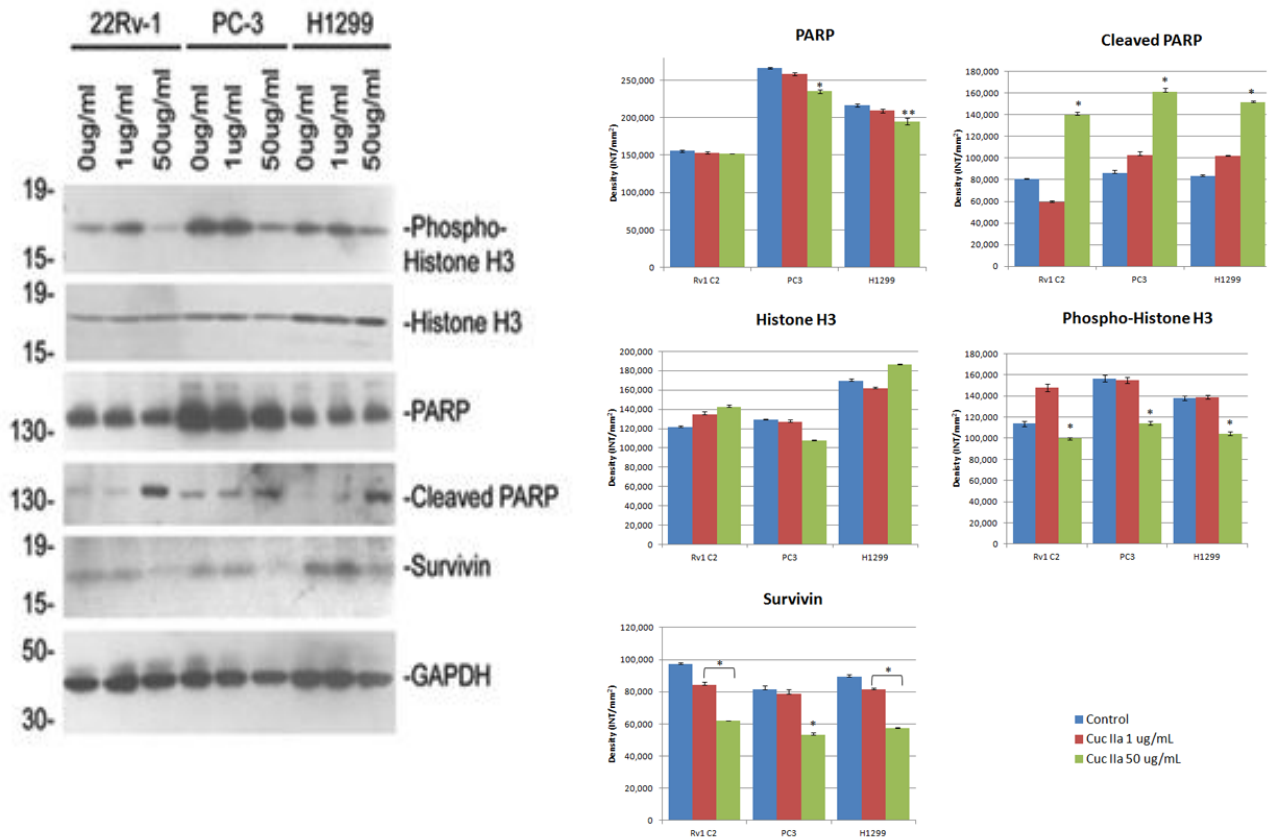 22Rv-1 PC-3 H1299
0ug/ml 1ug/ml 50ug/ml 0ug/ml 1ug/ml 50ug/ml 0ug/ml 1ug/ml 50ug/ml
19-
-Phospho-
15- Histone H3
19-
-Histone H3
15-
-PARP
130-
130- -Cleaved PARP
19-
-Survivin
15-
50-
-GAPDH
30-
PARP
Density (INT/mm²)
250,000
200,000
150,000
100,000
50,000
0
* **
Rv1 C2 PC3 H1299
Cleaved PARP
Density (INT/mm²)
180,000
160,000
140,000
120,000
100,000
80,000
60,000
40,000
20,000
0
* * *
Rv1 C2 PC3 H1299
Histone H3
Density (INT/mm²)
200,000
180,000
160,000
140,000
120,000
100,000
80,000
60,000
40,000
20,000
0
Rv1 C2 PC3 H1299
Phospho-Histone H3
Density (INT/mm²)
180,000
160,000
140,000
120,000
100,000
80,000
60,000
40,000
20,000
0
* * *
Rv1 C2 PC3 H1299
Survivin
Density (INT/mm²)
120,000
100,000
80,000
60,000
40,000
20,000
0
* * *
Rv1 C2 PC3 H1299
Control
Cuc IIa 1 ug/mL
Cuc IIa 50 ug/mL